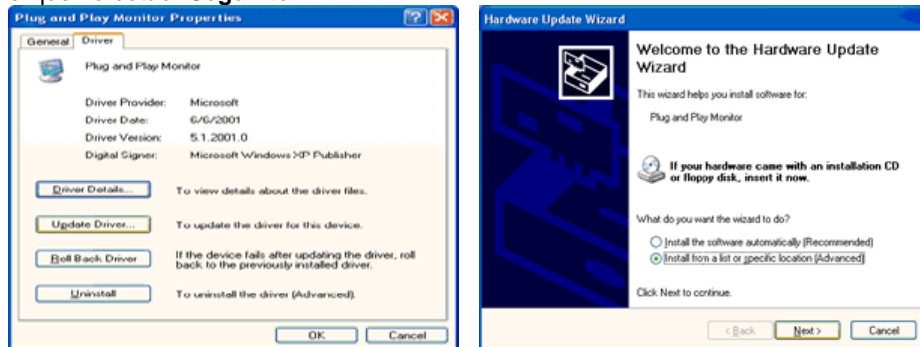 Plug and Play Monitor Properties
General Driver
Plug and Play Monitor
Driver Provider: Microsoft
Driver Date: 6/6/2001
Driver Version: 5.1.2001.0
Digital Signer: Microsoft Windows XP Publisher
Driver Details... To view details about the driver files.
Update Driver... To update the driver for this device.
Roll Back Driver If the device fails after updating the driver, roll
back to the previously installed driver.
Uninstall To uninstall the driver (Advanced).
OK Cancel
Hardware Update Wizard
Welcome to the Hardware Update
Wizard
This wizard helps you install software for:
Plug and Play Monitor
If your hardware came with an installation CD
or floppy disk, insert it now.
What do you want the wizard to do?
Install the software automatically (Recommended)
Install from a list or specific location (Advanced)
Click Next to continue.
< Back Next > Cancel